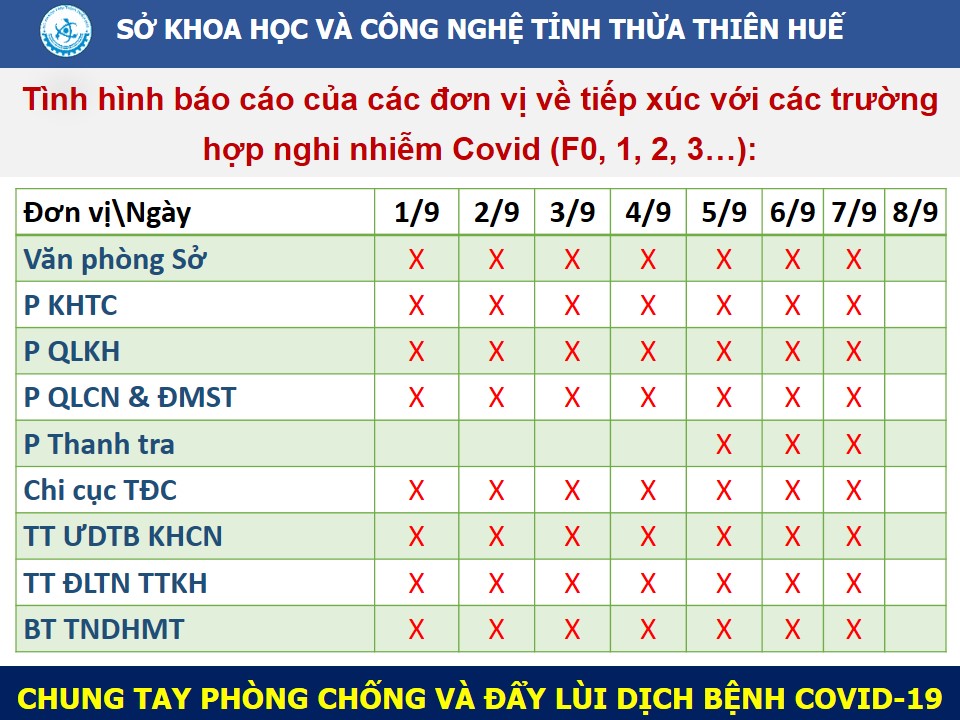 SỞ KHOA HỌC VÀ CÔNG NGHỆ TỈNH THỪA THIÊN HUẾ
Tình hình báo cáo của các đơn vị về tiếp xúc với các trường
hợp nghi nhiễm Covid (F0, 1, 2, 3…):
Đơn vị\Ngày 1/9 2/9 3/9 4/9 5/9 6/9 7/9 8/9
Văn phòng Sở X X X X X X X
P KHTC X X X X X X X
P QLKH X X X X X X X
P QLCN & ĐMST X X X X X X X
P Thanh tra X X X
Chi cục TĐC X X X X X X X
TT ƯDTB KHCN X X X X X X X
TT ĐLTN TTKH X X X X X X X
BT TNDHMT X X X X X X X
CHUNG TAY PHÒNG CHỐNG VÀ ĐẨY LÙI DỊCH BỆNH COVID-19